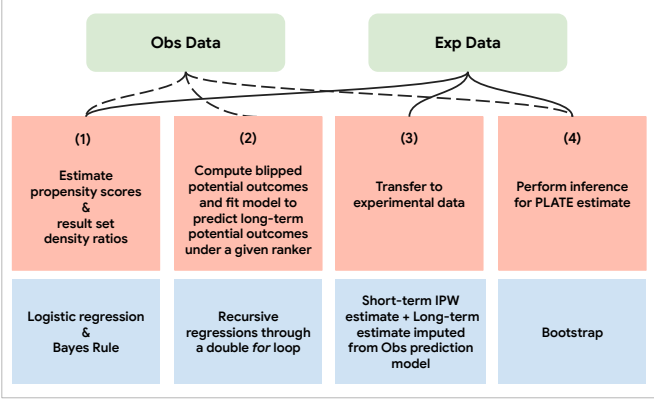 Obs Data
Exp Data
(1)
Estimate
propensity scores
&
result set
density ratios
(2)
Compute blipped
potential outcomes
and fit model to
predict long-term
potential outcomes
under a given ranker
(3)
Transfer to
experimental data
(4)
Perform inference
for PLATE estimate
Logistic regression
&
Bayes Rule
Recursive
regressions through
a double for loop
Short-term IPW
estimate + Long-term
estimate imputed
from Obs prediction
model
Bootstrap